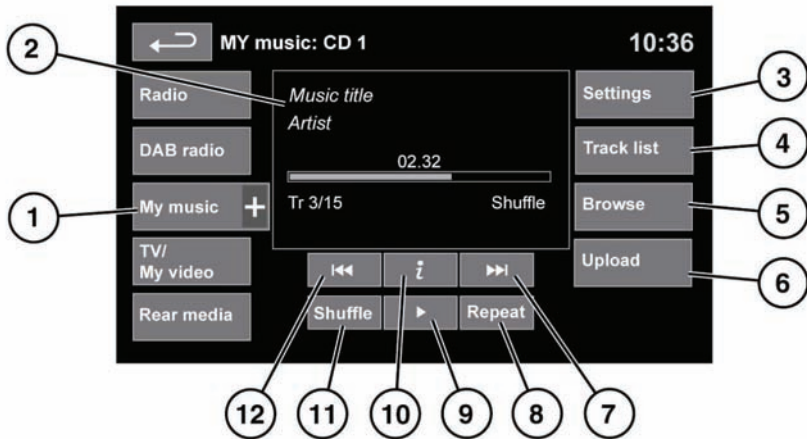 MY music: CD 1
10:36
2
3
Radio
Music title
Artist
Settings
DAB radio
02.32
Track list
4
1
My music +
Tr 3/15
Shuffle
Browse
5
TV/
My video
i
Upload
6
Rear media
Shuffle
Repeat
12
11
10
9
8
7